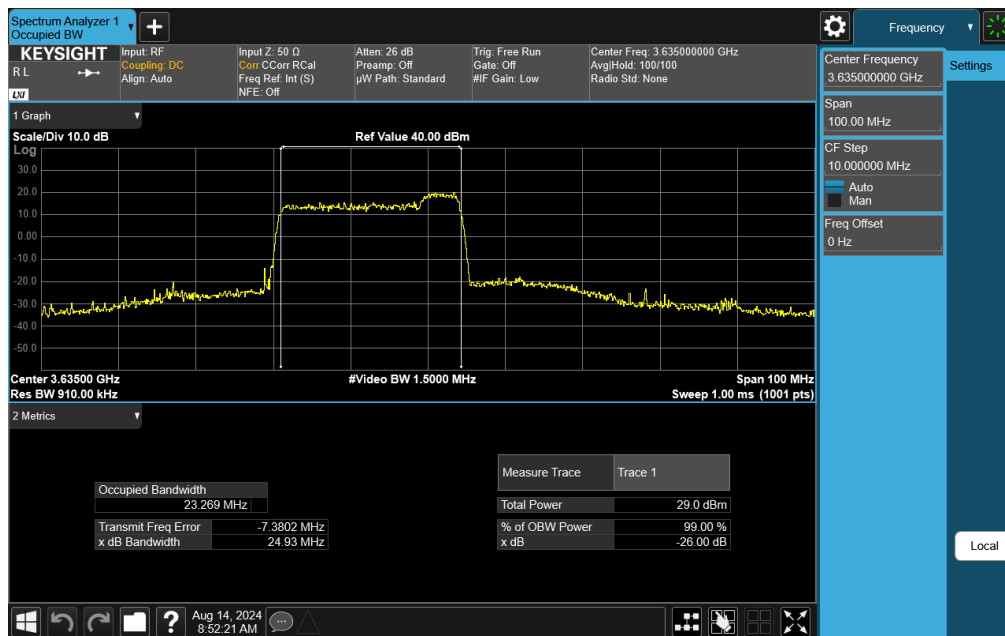 Spectrum Analyzer 1
Occupied BW
KEYSIGHT
R L
LXI
Input: RF
Coupling: DC
Align: Auto
Input Z: 50 Ω
Corr CCorr RCal
Freq Ref: Int (S)
NFE: Off
Atten: 26 dB
Preamp: Off
µW Path: Standard
Trig: Free Run
Gate: Off
#IF Gain: Low
Center Freq: 3.635000000 GHz
Avg|Hold: 100/100
Radio Std: None
1 Graph
Scale/Div 10.0 dB
Ref Value 40.00 dBm
Log
30.0
20.0
10.0
0.00
-10.0
-20.0
-30.0
-40.0
-50.0
Center 3.63500 GHz
#Video BW 1.5000 MHz
Span 100 MHz
Res BW 910.00 kHz
Sweep 1.00 ms (1001 pts)
2 Metrics
Occupied Bandwidth
23.269 MHz
Transmit Freq Error -7.3802 MHz
x dB Bandwidth 24.93 MHz
Measure Trace Trace 1
Total Power 29.0 dBm
% of OBW Power 99.00 %
x dB -26.00 dB
Aug 14, 2024
8:52:21 AM
Frequency
Settings
Center Frequency
3.635000000 GHz
Span
100.00 MHz
CF Step
10.000000 MHz
Auto
Man
Freq Offset
0 Hz
Local